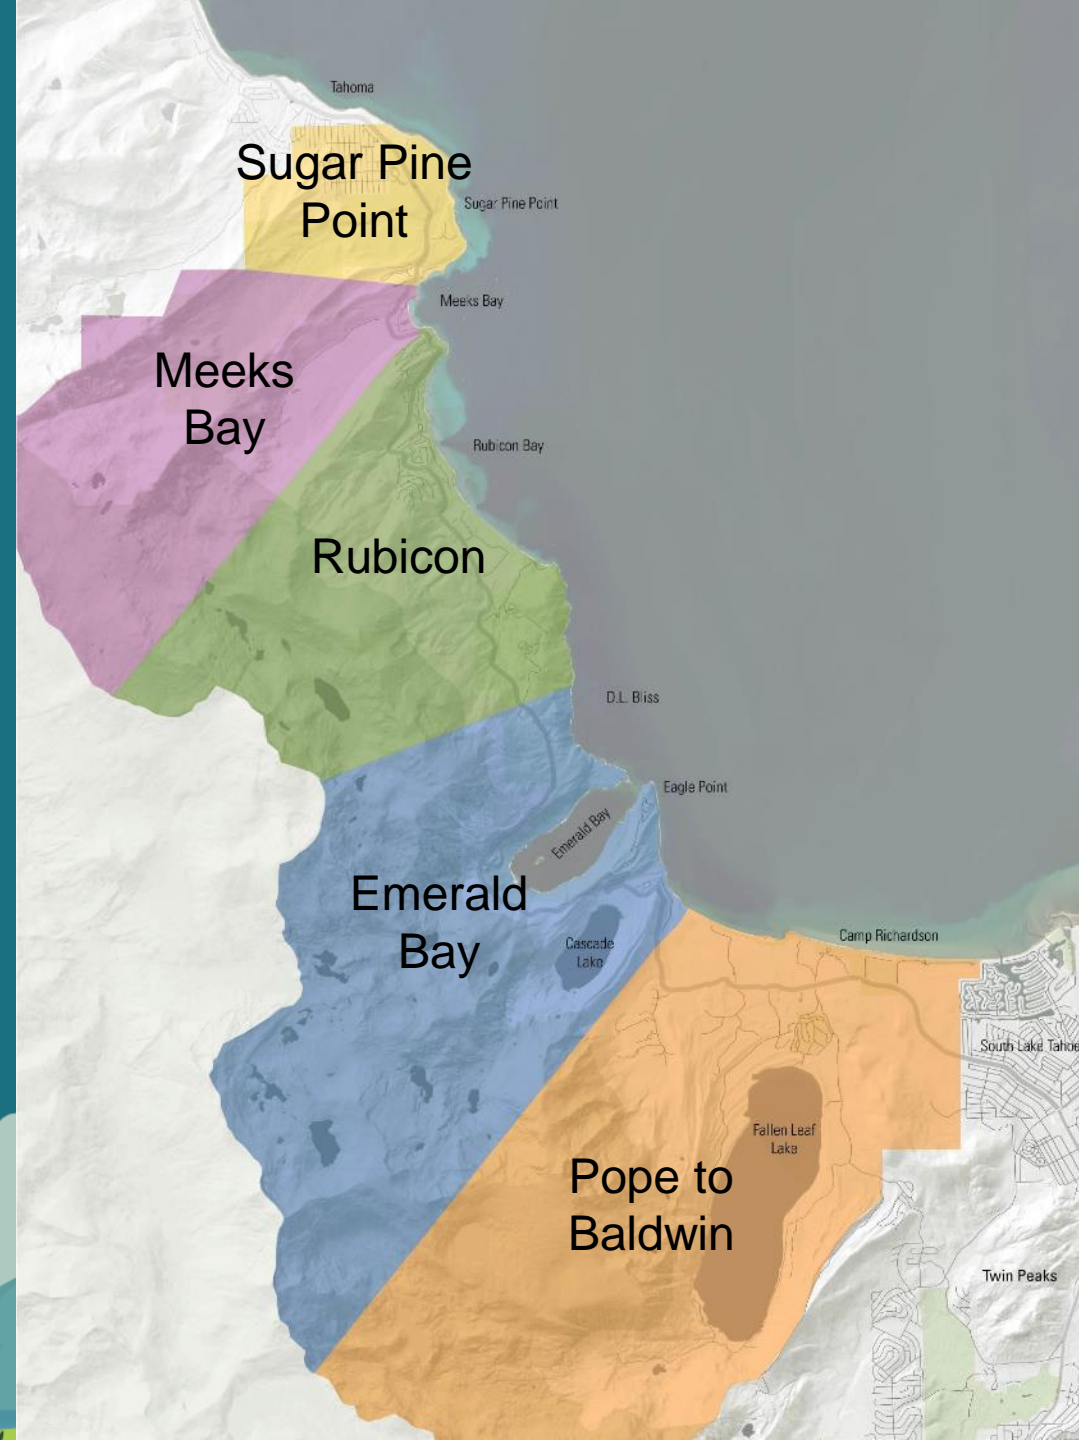 Tahoma
Sugar Pine
Point
Sugar Pine Point
Meeks Bay
Meeks
Bay
Rubicon Bay
Rubicon
D.L. Bliss
Eagle Point
Emerald Bay
Emerald
Bay
Cascade
Lake
Camp Richardson
South Lake Tahoe
Fallen Leaf
Lake
Pope to
Baldwin
Twin Peaks